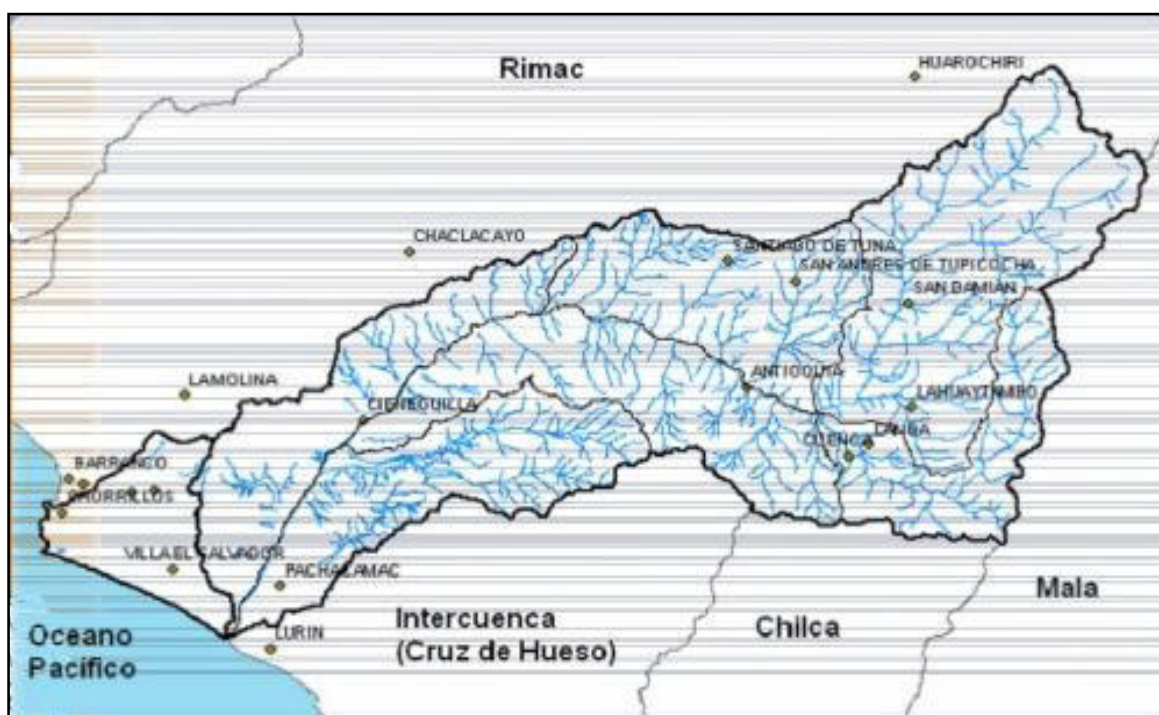 Rimac
HUAROCHIRI
CHACLACAYO
SANTIAGO DE TUNA
SAN ANDRES DE TUPICOCHA
SAN DAMIAN
LAMOLINA
ANTIOQUIA
CIENEGUILLA
LAHUAYTAMBO
LANGA
CUENCA
BARRANCO
CHORRILLOS
VILLA EL SALVADOR
PACHACAMAC
Mala
Intercuenca
(Cruz de Hueso)
Chilca
LURIN
Oceano
Pacifico